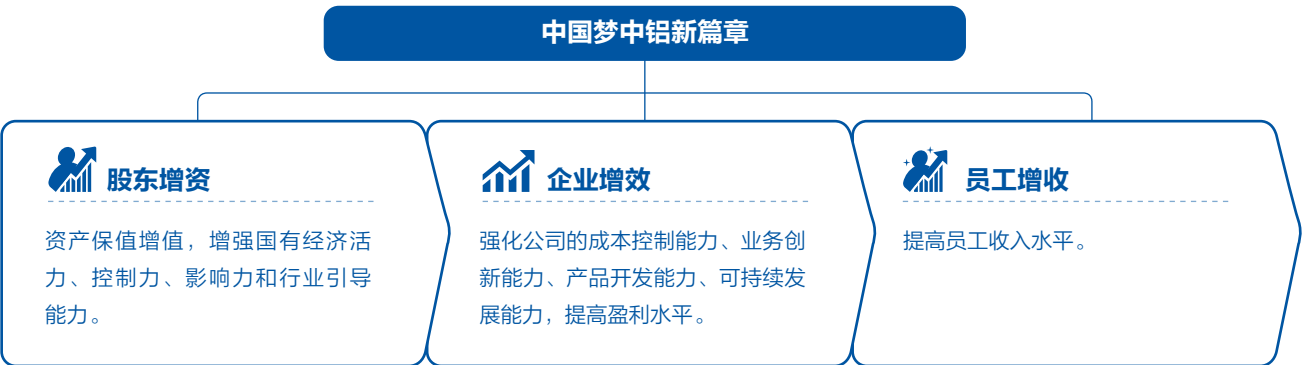 中国梦中铝新篇章
股东增资
资产保值增值，增强国有经济活
力、控制力、影响力和行业引导
能力。
企业增效
强化公司的成本控制能力、业务创
新能力、产品开发能力、可持续发
展能力，提高盈利水平。
员工增收
提高员工收入水平。